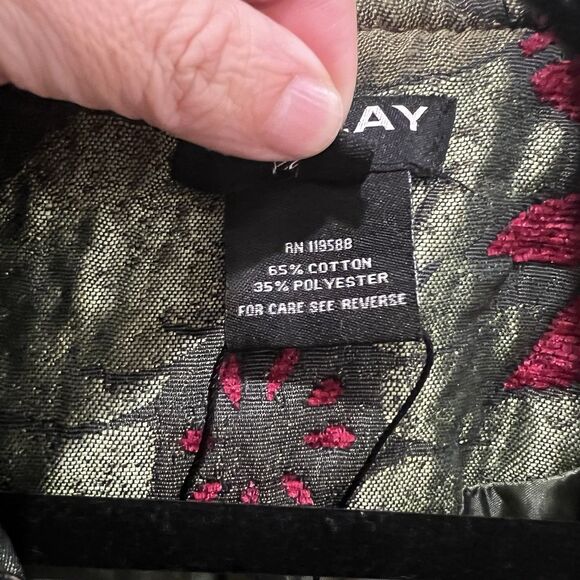 AY
RN 119588
65% COTTON
35% POLYESTER
FOR CARE SEE REVERSE